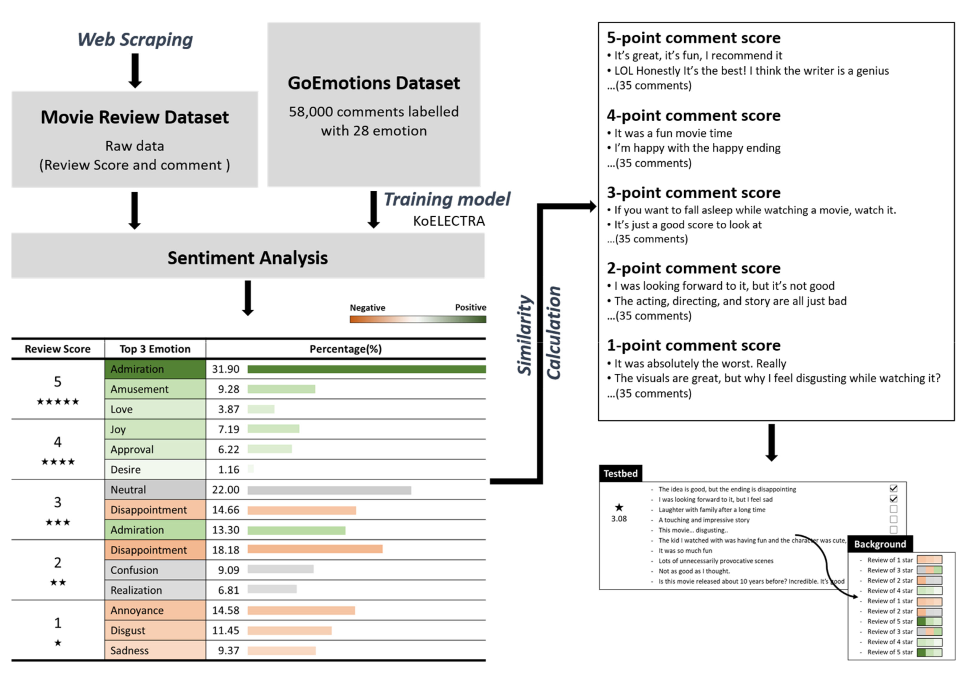 Web Scraping
Movie Review Dataset
Raw data
(Review Score and comment )
GoEmotions Dataset
58,000 comments labelled
with 28 emotion
Training model
KoELECTRA
Sentiment Analysis
Negative Positive
Review Score Top 3 Emotion Percentage(%)
5
★★★★★
Admiration 31.90
Amusement 9.28
Love 3.87
4
★★★★
Joy 7.19
Approval 6.22
Desire 1.16
3
★★★
Neutral 22.00
Disappointment 14.66
Admiration 13.30
2
★★
Disappointment 18.18
Confusion 9.09
Realization 6.81
1
★
Annoyance 14.58
Disgust 11.45
Sadness 9.37
Similarity
Calculation
5-point comment score
• It's great, it's fun, I recommend it
• LOL Honestly It's the best! I think the writer is a genius
...(35 comments)
4-point comment score
• It was a fun movie time
• I'm happy with the happy ending
...(35 comments)
3-point comment score
• If you want to fall asleep while watching a movie, watch it.
• It's just a good score to look at
...(35 comments)
2-point comment score
• I was looking forward to it, but it's not good
• The acting, directing, and story are all just bad
...(35 comments)
1-point comment score
• It was absolutely the worst. Really
• The visuals are great, but why I feel disgusting while watching it?
...(35 comments)
Testbed
★
3.08
- The idea is good, but the ending is disappointing
- I was looking forward to it, but I feel sad
- Laughter with family after a long time
- A touching and impressive story
- This movie... disgusting..
- The kid I watched with was having fun and the character was cute,
- It was so much fun
- Lots of unnecessarily provocative scenes
- Not as good as I thought.
- Is this movie released about 10 years before? Incredible. It's good
Background
- Review of 1 star
- Review of 3 star
- Review of 2 star
- Review of 4 star
- Review of 1 star
- Review of 2 star
- Review of 5 star
- Review of 3 star
- Review of 4 star
- Review of 5 star